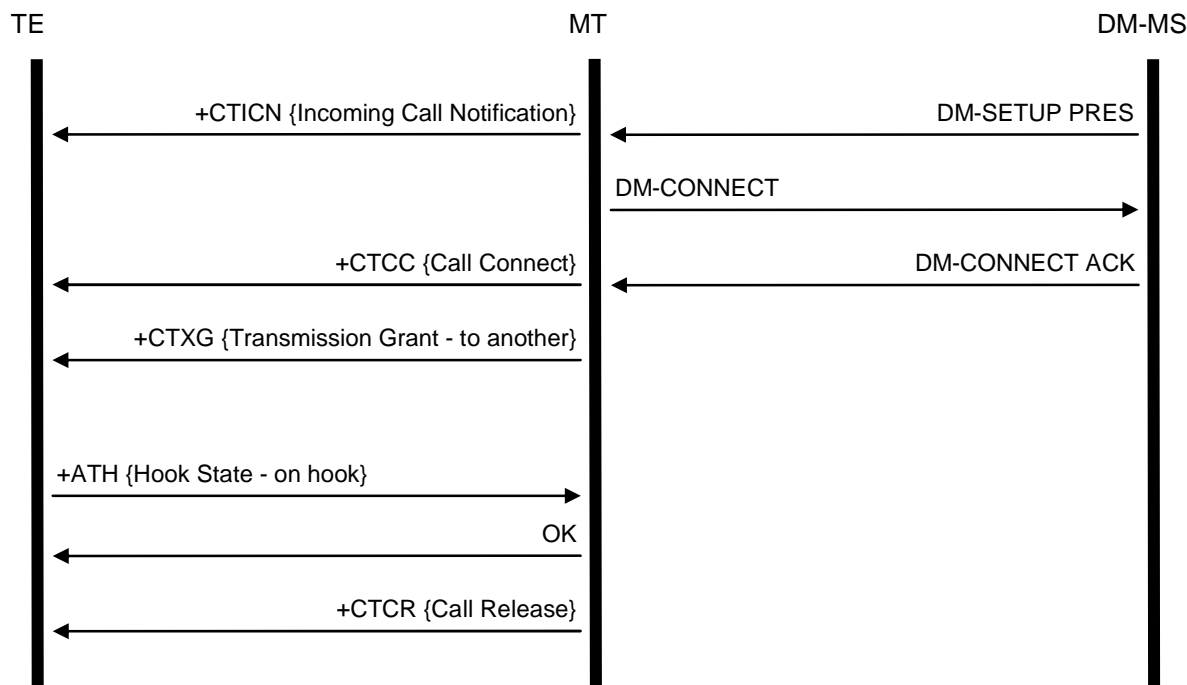 TE
MT
DM-MS
+CTICN {Incoming Call Notification}
DM-SETUP PRES
DM-CONNECT
+CTCC {Call Connect}
DM-CONNECT ACK
+CTXG {Transmission Grant - to another}
+ATH {Hook State - on hook}
OK
+CTCR {Call Release}